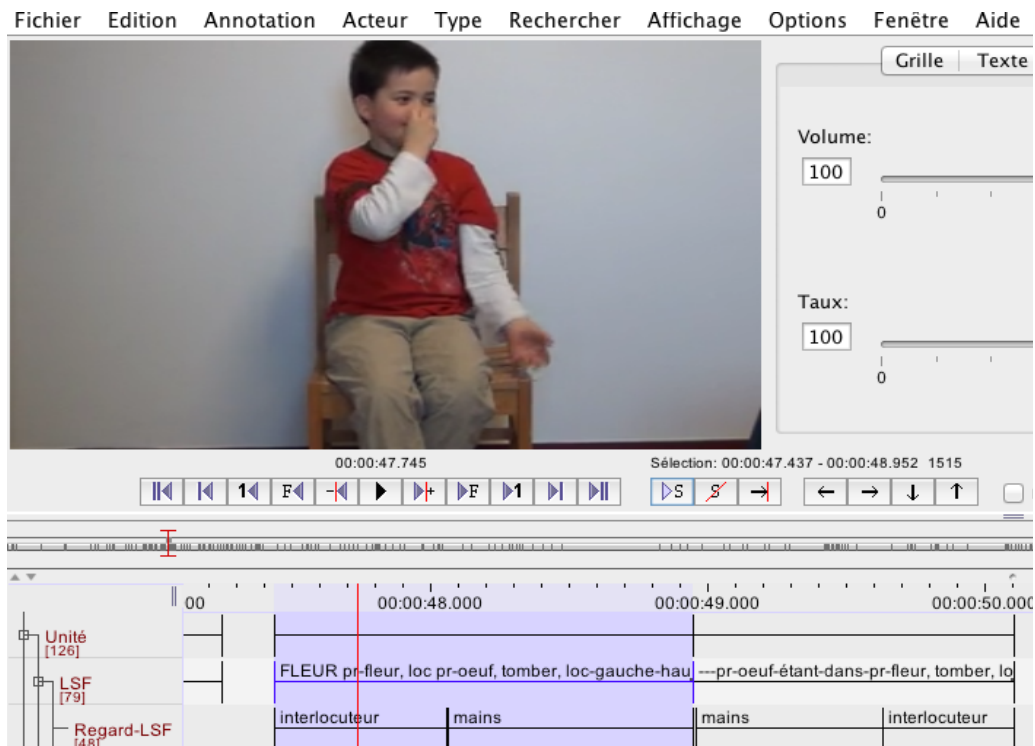 Fichier Edition Annotation Acteur Type Rechercher Affichage Options Fenêtre Aide
Grille Texte
Volume:
100
0
Taux:
100
0
00:00:47.745
Sélection: 00:00:47.437 - 00:00:48.952 1515
1 F - + F 1 S S
00 00:00:48.000 00:00:49.000 00:00:50.000
Unité
[126]
FLEUR pr-fleur, loc pr-oeuf, tomber, loc-gauche-hau ---pr-oeuf-étant-dans-pr-fleur, tomber, lo
LSF
[79]
interlocuteur mains mains interlocuteur
Regard-LSF
[48]